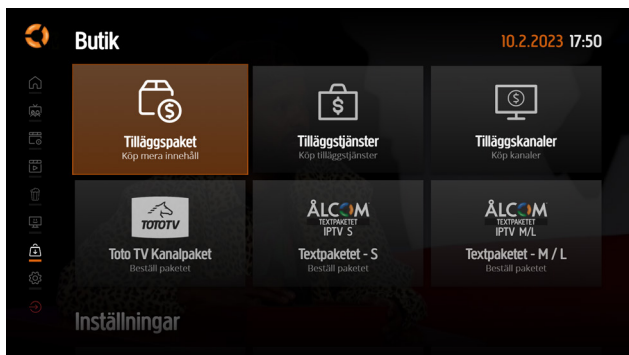 Butik
10.2.2023 17:50
Tilläggspaket
Köp mera innehåll
Tilläggstjänster
Köp tilläggstjänster
Tilläggskanaler
Köp kanaler
TOTOTV
Toto TV Kanalpaket
Beställ paketet
ÅLCOM
TEXTPAKETET
IPTV S
Textpaketet - S
Beställ paketet
ÅLCOM
TEXTPAKETET
IPTV M/L
Textpaketet - M / L
Beställ paketet
Inställningar